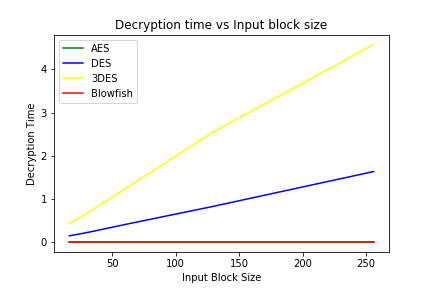 Decryption time vs Input block size
AES
DES
3DES
Blowfish
Decryption Time
4
3
2
1
0
50
100
150
200
250
Input Block Size